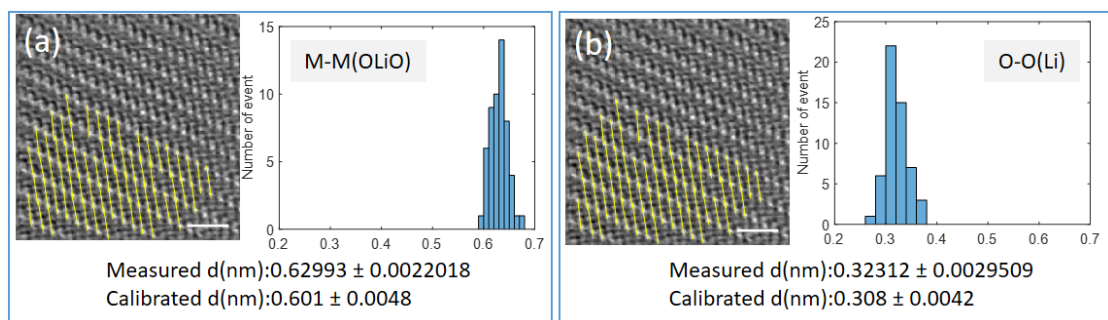 (a)
M-M(OLiO)
Number of event
15
10
5
0
0.2 0.3 0.4 0.5 0.6 0.7
Measured d(nm):0.62993 ± 0.0022018
Calibrated d(nm):0.601 ± 0.0048
(b)
O-O(Li)
Number of event
25
20
15
10
5
0
0.2 0.3 0.4 0.5 0.6 0.7
Measured d(nm):0.32312 ± 0.0029509
Calibrated d(nm):0.308 ± 0.0042